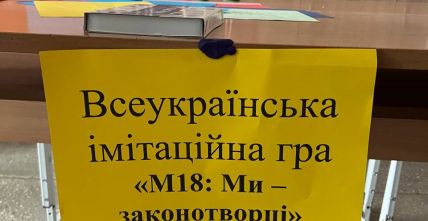 Всеукраїнська
імітаційна гра
«М18: Ми –
законотворці»